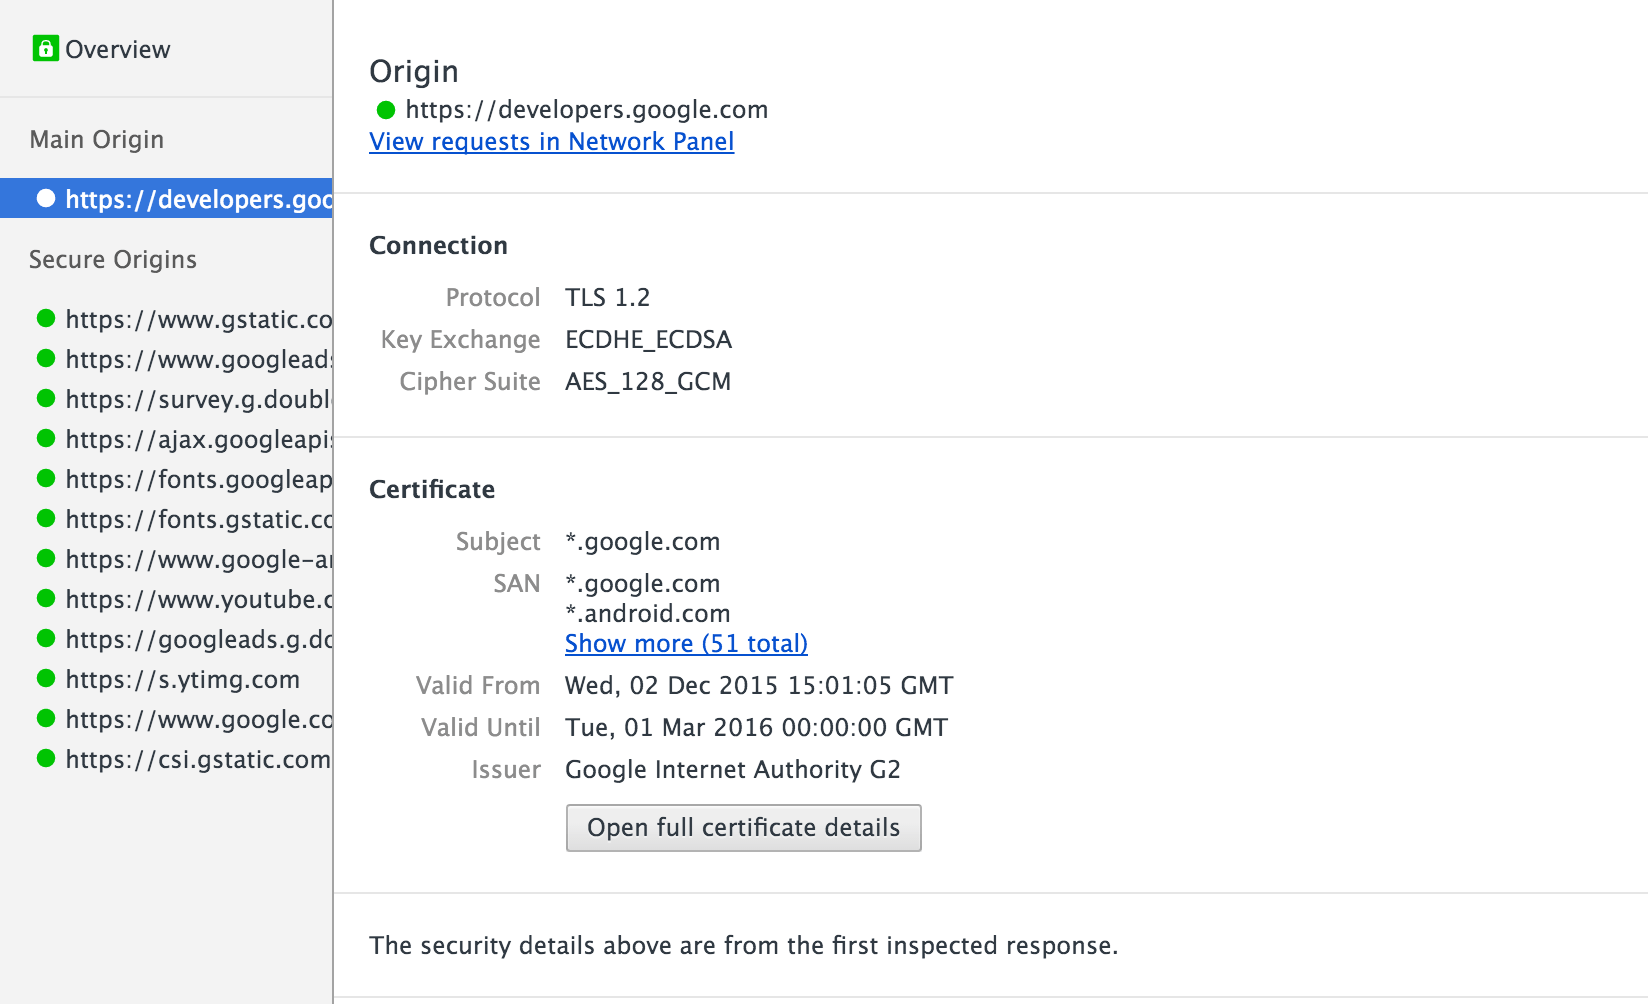 Overview
Main Origin
https://developers.goo
Secure Origins
https://www.gstatic.co
https://www.googleads
https://survey.g.doubl
https://ajax.googleapis
https://fonts.googleap
https://fonts.gstatic.co
https://www.google-an
https://www.youtube.c
https://googleads.g.do
https://s.ytimg.com
https://www.google.co
https://csi.gstatic.com
Origin
https://developers.google.com
View requests in Network Panel
Connection
Protocol TLS 1.2
Key Exchange ECDHE_ECDSA
Cipher Suite AES_128_GCM
Certificate
Subject *.google.com
SAN *.google.com
*.android.com
Show more (51 total)
Valid From Wed, 02 Dec 2015 15:01:05 GMT
Valid Until Tue, 01 Mar 2016 00:00:00 GMT
Issuer Google Internet Authority G2
Open full certificate details
The security details above are from the first inspected response.